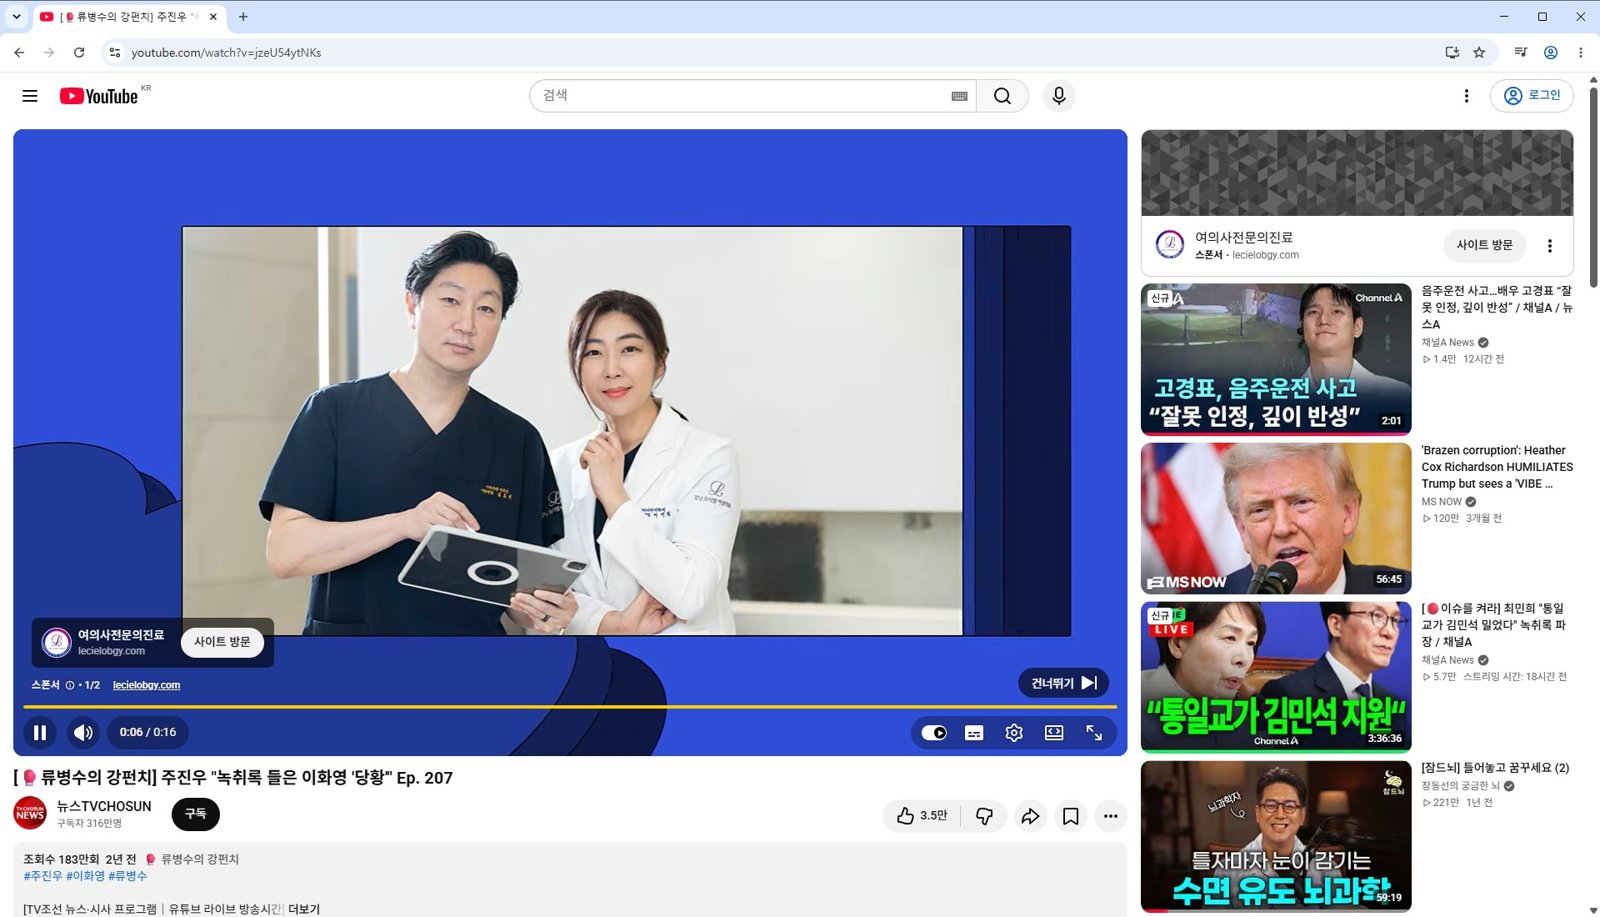 [🥊류병수의 강펀치] 주진우 "녹
youtube.com/watch?v=jzeU54ytNKs
YouTube KR
검색
로그인
여의사전문의진료
lecielobgy.com
사이트 방문
스폰서 · 1/2 lecielobgy.com
건너뛰기
0:06 / 0:16
[🥊류병수의 강펀치] 주진우 "녹취록 들은 이화영 '당황'" Ep. 207
TVCHOSUN
NEWS
뉴스TVCHOSUN
구독자 316만명
구독
3.5만
조회수 183만회 2년 전 🥊 류병수의 강펀치
#주진우 #이화영 #류병수
[TV조선 뉴스·시사 프로그램｜유튜브 라이브 방송시간] 더보기
여의사전문의진료
스폰서 · lecielobgy.com
사이트 방문
신규
Channel A
고경표, 음주운전 사고
“잘못 인정, 깊이 반성”
2:01
음주운전 사고...배우 고경표 “잘
못 인정, 깊이 반성” / 채널A / 뉴
스A
채널A News
1.4만 12시간 전
MS NOW
56:45
'Brazen corruption': Heather
Cox Richardson HUMILIATES
Trump but sees a 'VIBE ...
MS NOW
120만 3개월 전
신규
LIVE
“통일교가 김민석 지원“
Channel A
3:36:36
[🔴이슈를 켜라] 최민희 "통일
교가 김민석 밀었다" 녹취록 파
장 / 채널A
채널A News
5.7만 스트리밍 시간: 18시간 전
뇌과학자
잠드뇌
틀자마자 눈이 감기는
수면 유도 뇌과학
59:19
[잠드뇌] 틀어놓고 꿈꾸세요 (2)
장동선의 궁금한 뇌
221만 1년 전